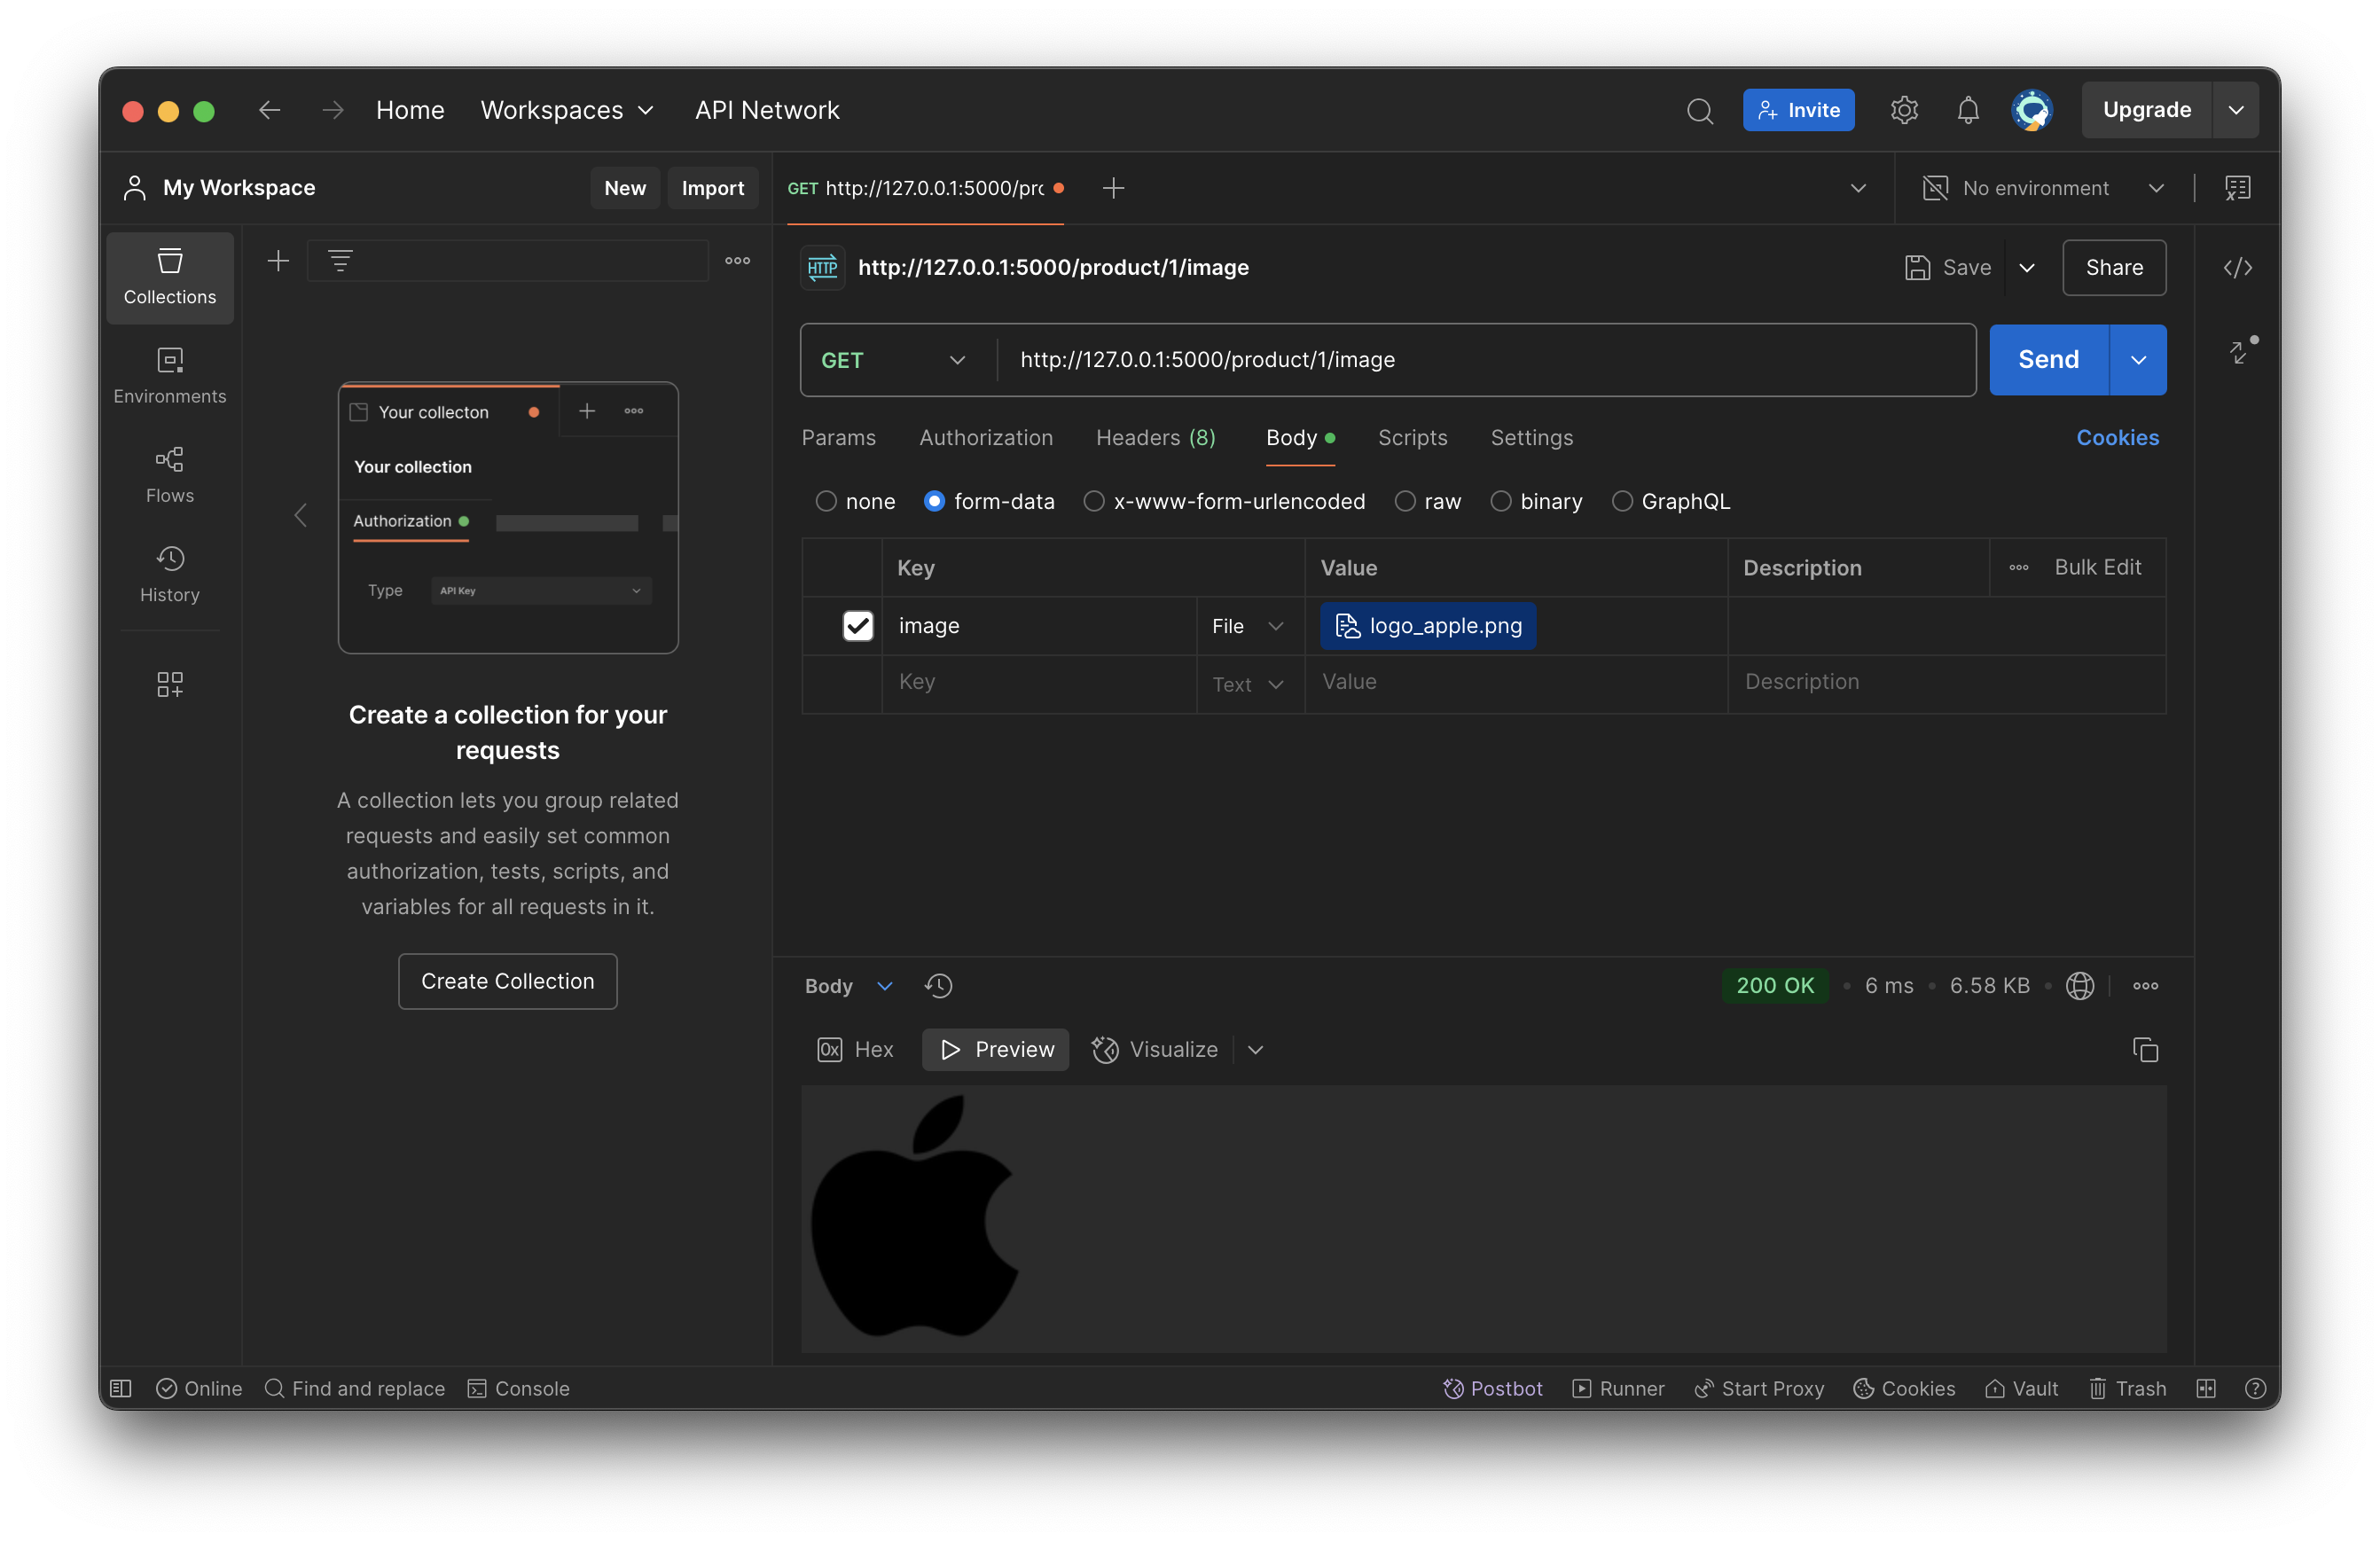 Home Workspaces API Network Invite Upgrade
My Workspace New Import
GET http://127.0.0.1:5000/pro No environment
Collections
Environments
Flows
History
Your collecton
Your collection
Authorization
Type API Key
Create a collection for your
requests
A collection lets you group related
requests and easily set common
authorization, tests, scripts, and
variables for all requests in it.
Create Collection
HTTP http://127.0.0.1:5000/product/1/image Save Share
GET http://127.0.0.1:5000/product/1/image Send
Params Authorization Headers (8) Body Scripts Settings Cookies
none form-data x-www-form-urlencoded raw binary GraphQL
Key Value Description Bulk Edit
image File logo_apple.png
Key Text Value Description
Body 200 OK 6 ms 6.58 KB
0x Hex Preview Visualize
Online Find and replace Console Postbot Runner Start Proxy Cookies Vault Trash